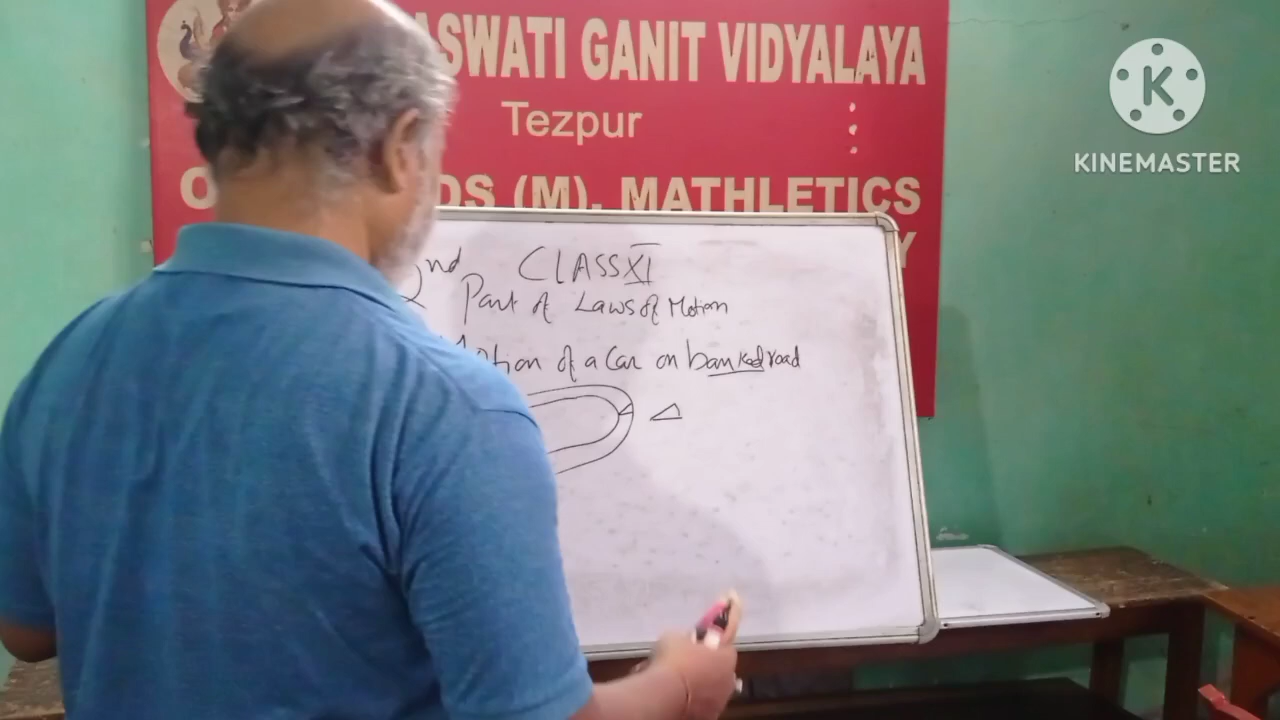 ASWATI GANIT VIDYALAYA
Tezpur
DS (M), MATHLETICS
Y
2nd CLASS XI
Part of Laws of Motion
Motion of a Car on banked road
K
KINEMASTER